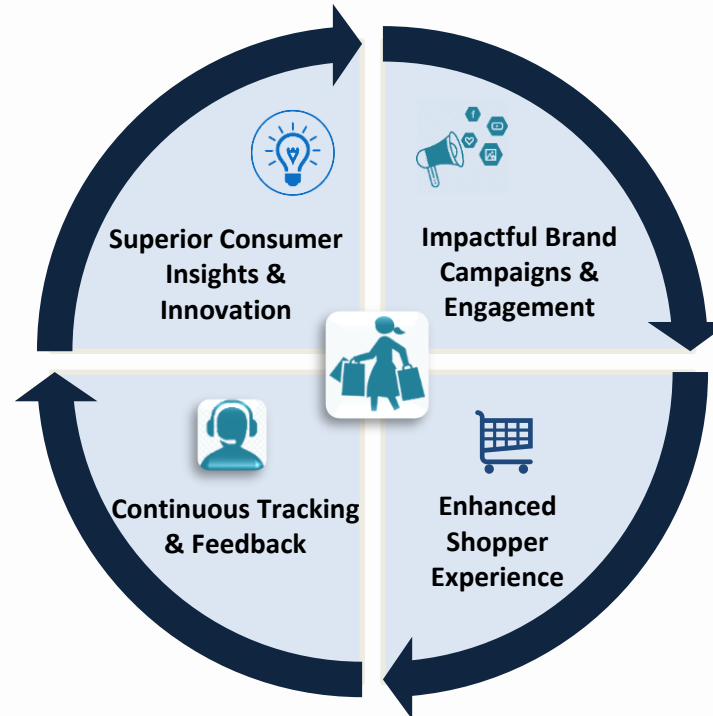 Superior Consumer
Insights &
Innovation
Impactful Brand
Campaigns &
Engagement
Continuous Tracking
& Feedback
Enhanced
Shopper
Experience